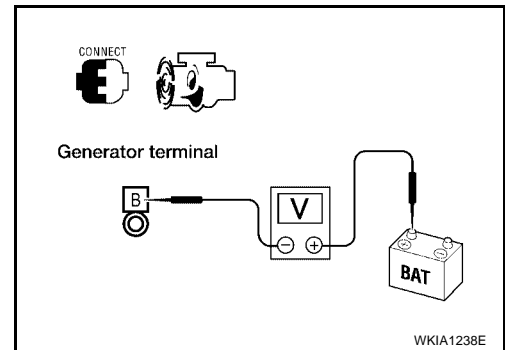 CONNECT
Generator terminal
B
V
− +
BAT
WKIA1238E